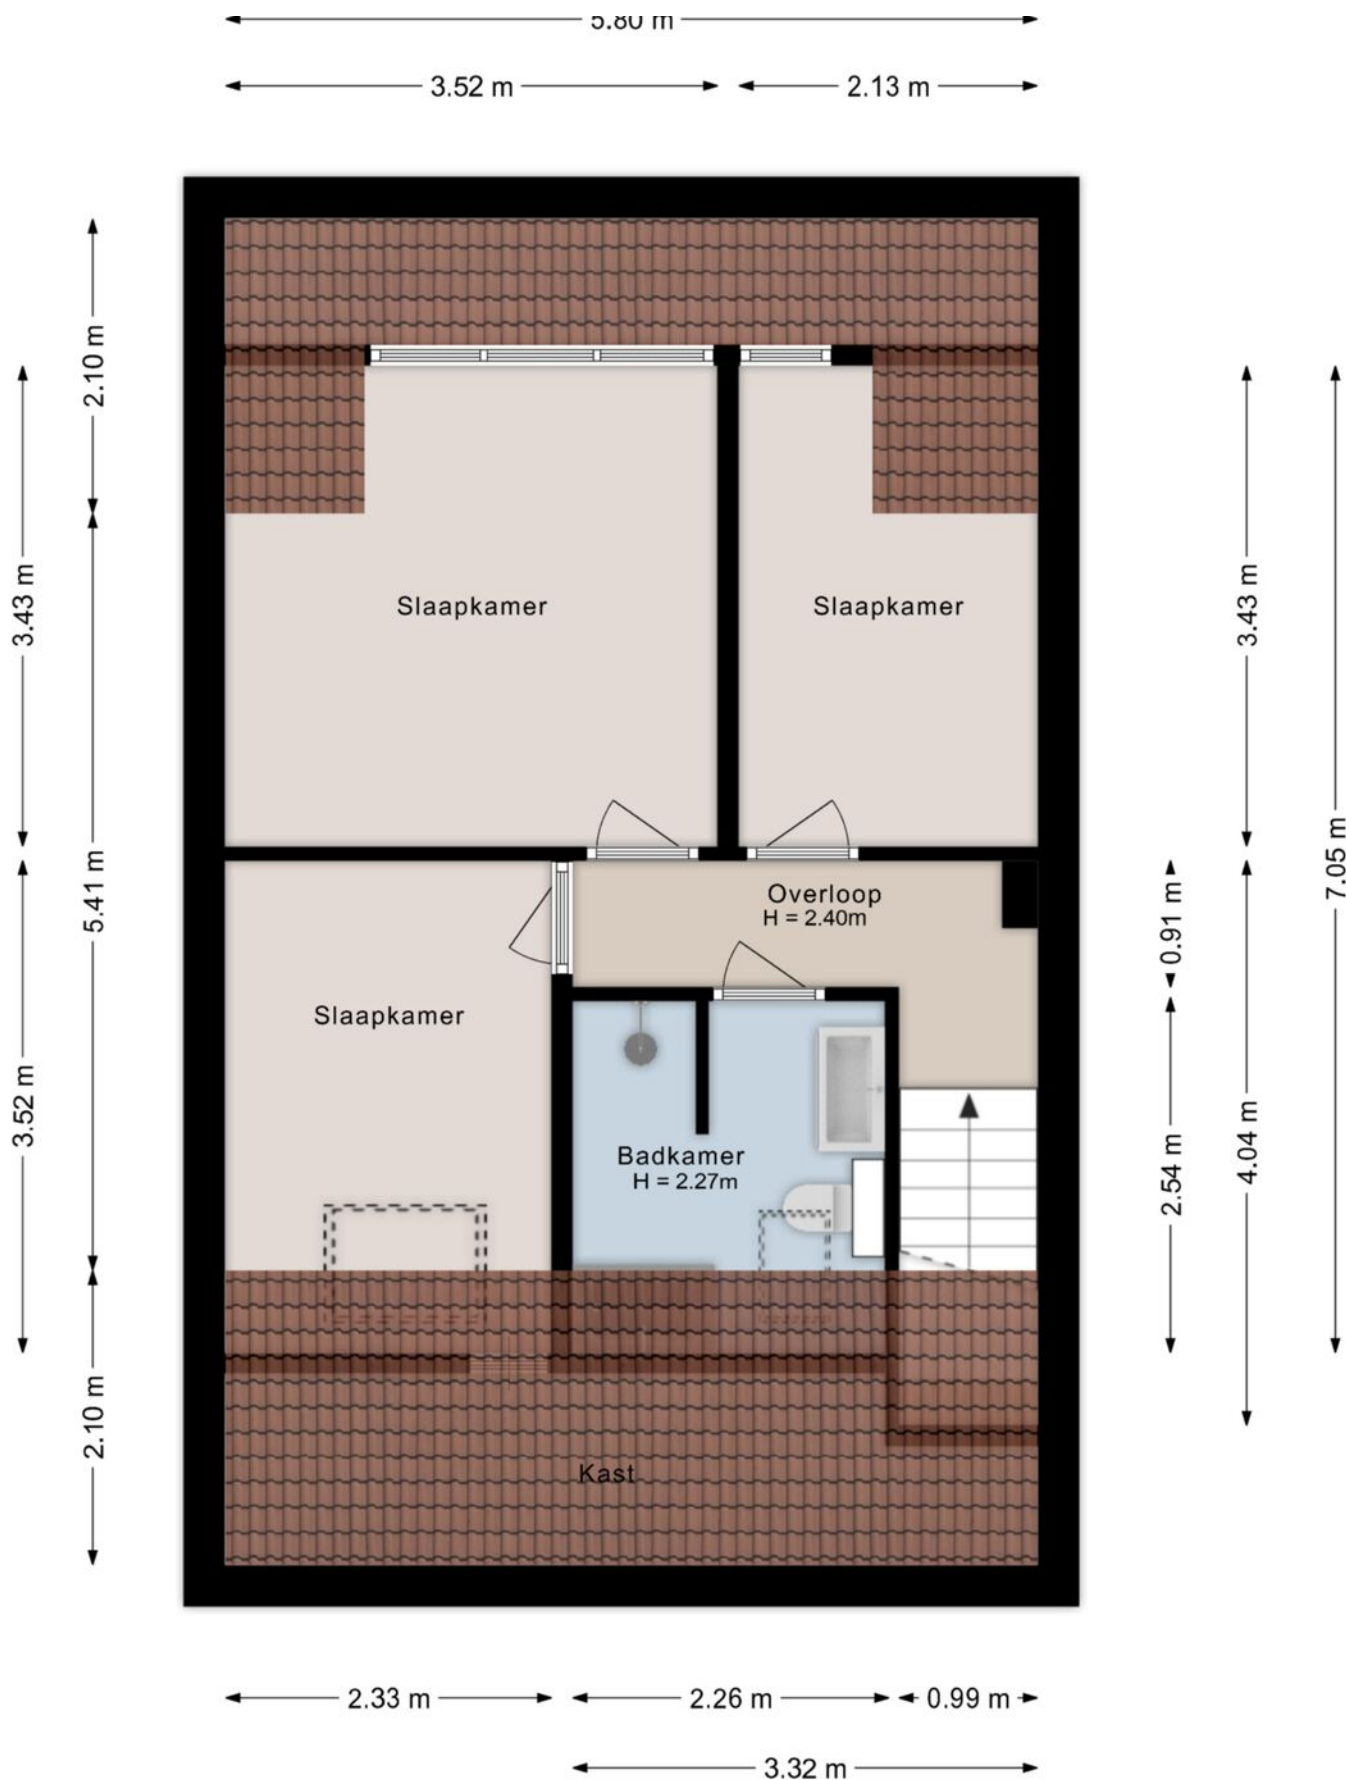 5.80 m
3.52 m
2.13 m
2.10 m
3.43 m
3.43 m
Slaapkamer
Slaapkamer
7.05 m
5.41 m
Overloop
H = 2.40m
0.91 m
Slaapkamer
3.52 m
4.04 m
2.54 m
Badkamer
H = 2.27m
2.10 m
Kast
2.33 m
2.26 m
0.99 m
3.32 m